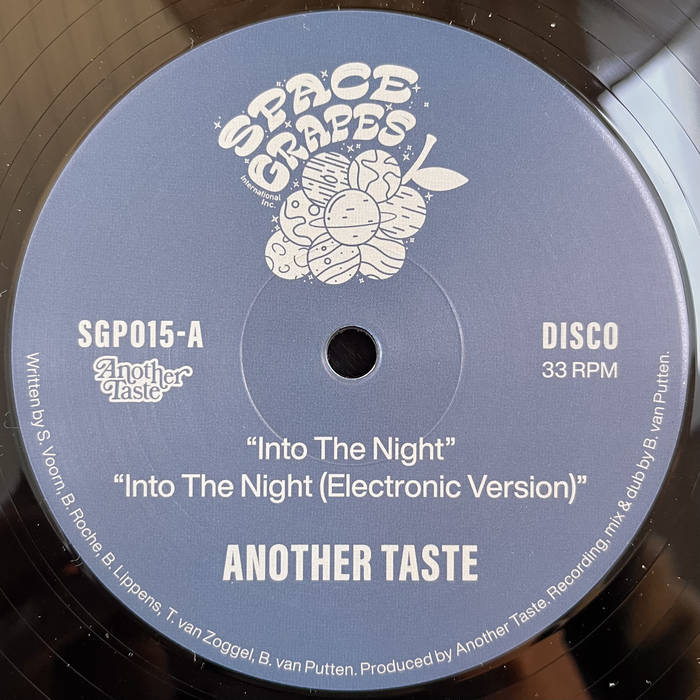 SPACE
GRAPES
International
Inc.
SGP015-A
Another
Taste
DISCO
33 RPM
“Into The Night”
“Into The Night (Electronic Version)”
ANOTHER TASTE
Written by S. Voorn, B. Roche, B. Lippens, T. van Zoggel, B. van Putten. Produced by Another Taste. Recording, mix & dub by B. van Putten.